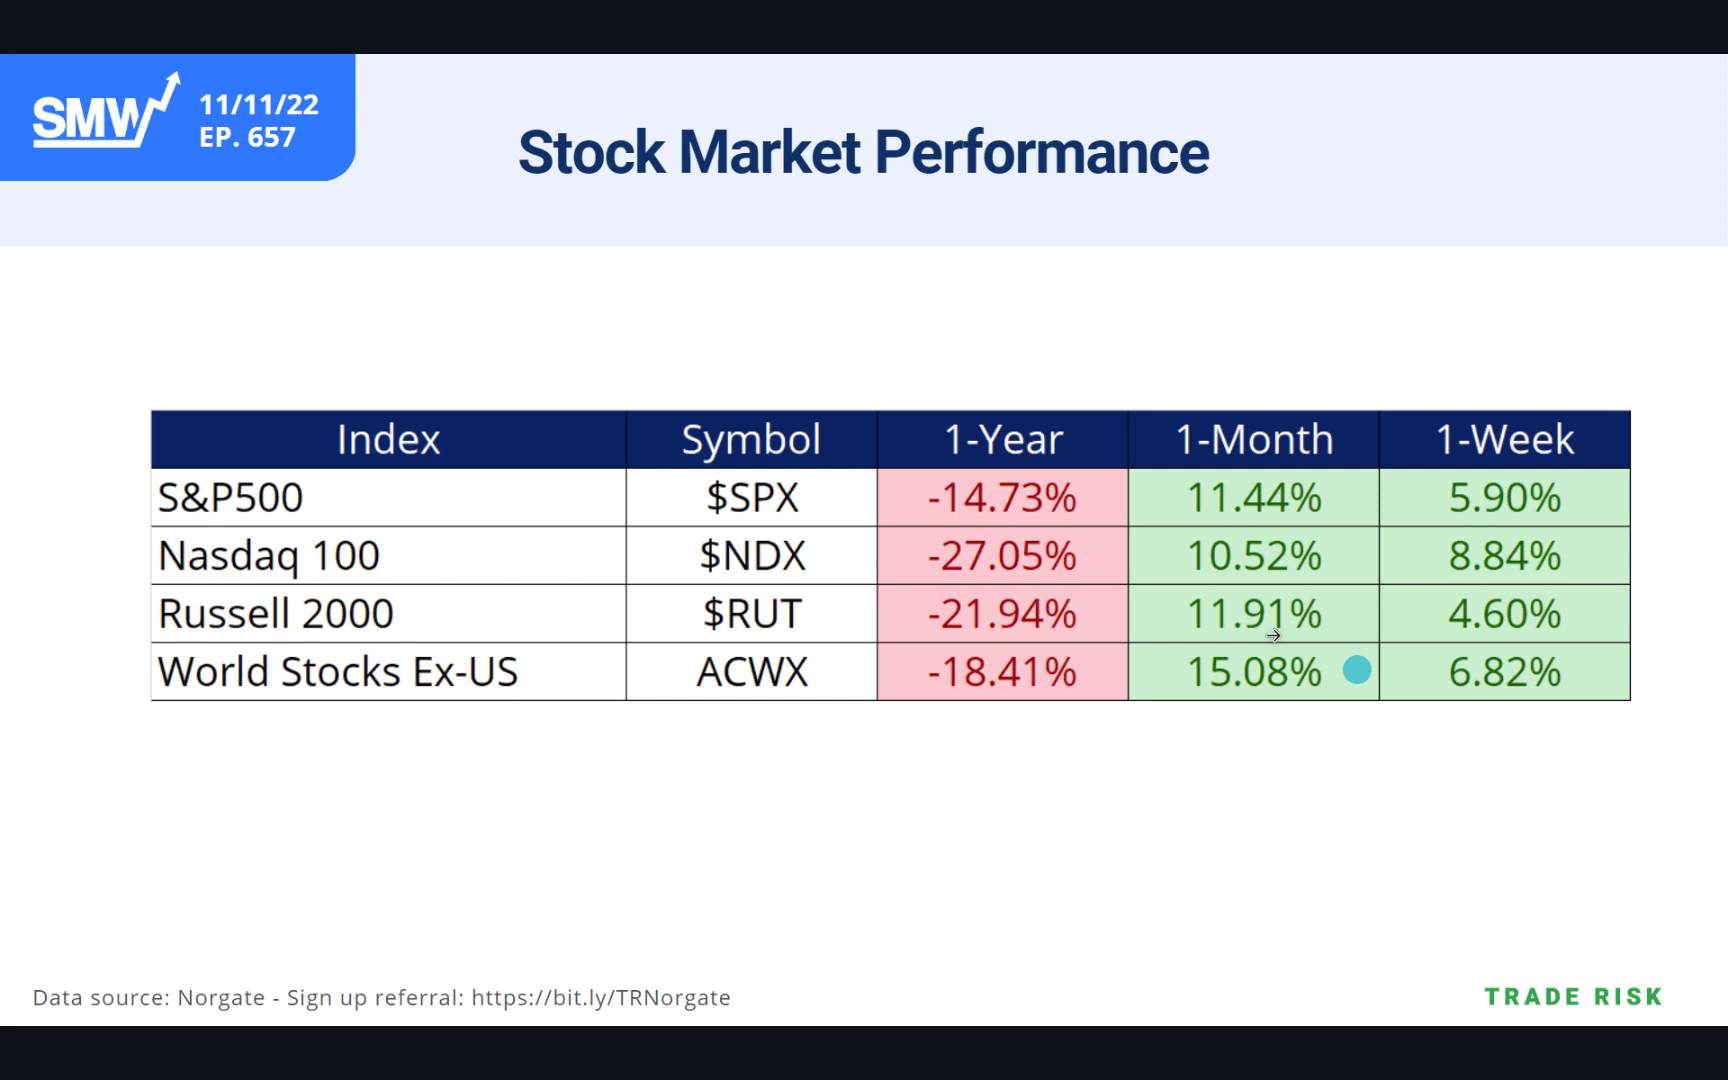 SMW
11/11/22
EP. 657
Stock Market Performance
Index Symbol 1-Year 1-Month 1-Week
S&P500 $SPX -14.73% 11.44% 5.90%
Nasdaq 100 $NDX -27.05% 10.52% 8.84%
Russell 2000 $RUT -21.94% 11.91% 4.60%
World Stocks Ex-US ACWX -18.41% 15.08% 6.82%
Data source: Norgate - Sign up referral: https://bit.ly/TRNorgate
TRADE RISK